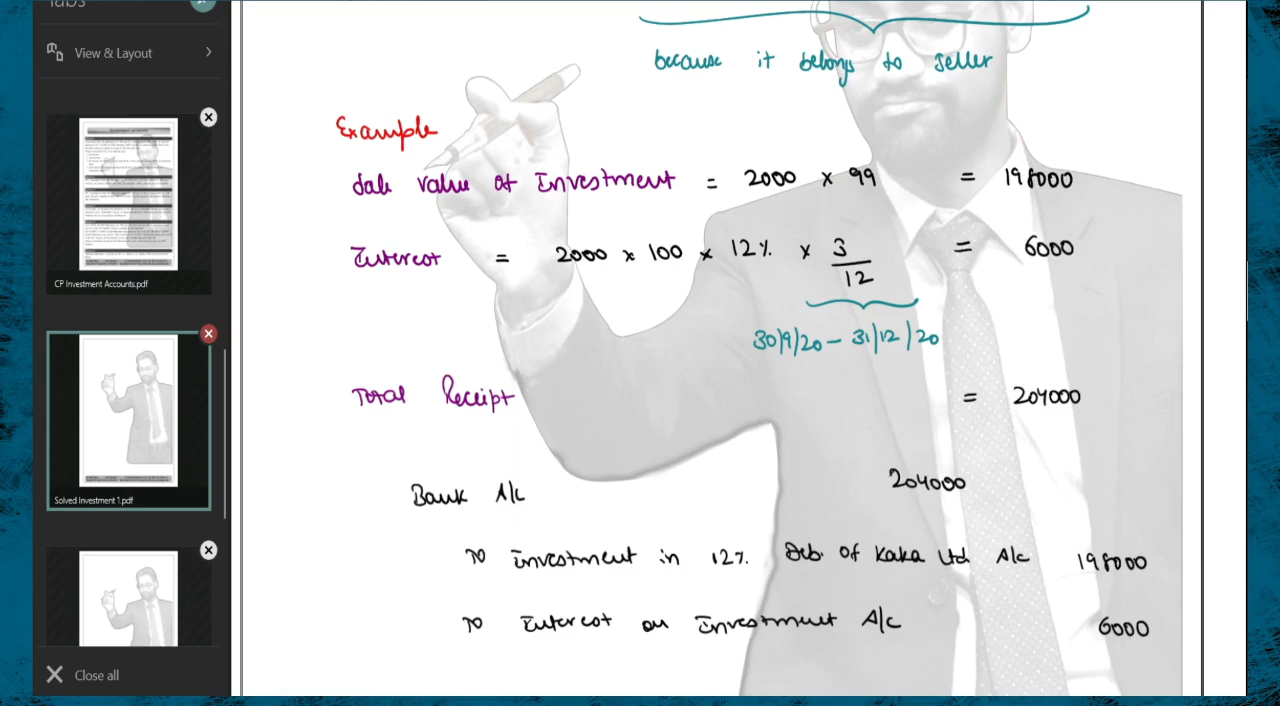 Tabs
View & Layout
CP Investment Accounts.pdf
Solved Investment 1.pdf
Close all
because it belongs to seller
Example
Sale Value of Investment = 2000 x 99 = 198000
Interest = 2000 x 100 x 12% x 3/12 = 6000
30/9/20 - 31/12/20
Total Receipt = 204000
Bank A/c 204000
To Investment in 12% Deb. of Kaka Ltd A/c 198000
To Interest on Investment A/c 6000